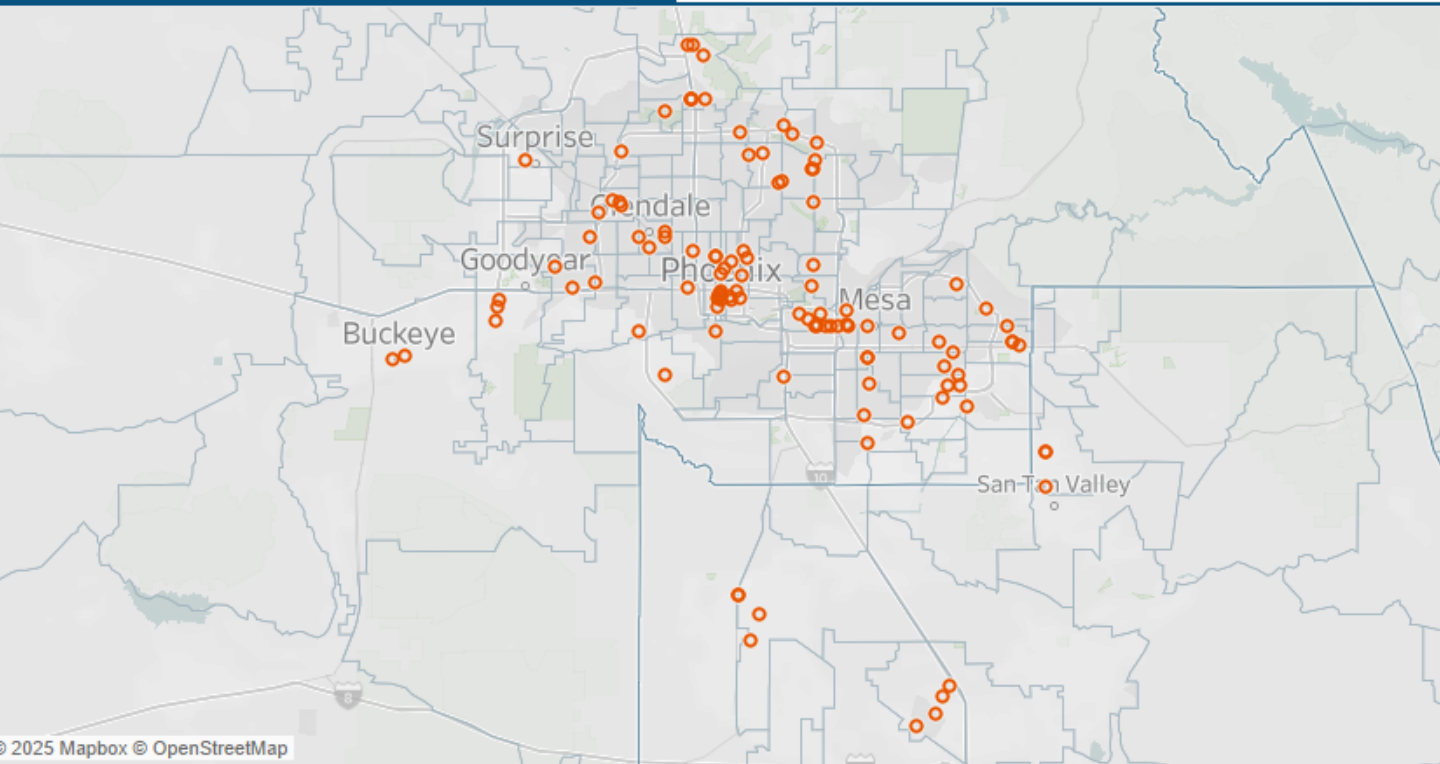 Surprise
Glendale
Goodyear
Phoenix
Mesa
Buckeye
10
San Tan Valley
8
© 2025 Mapbox © OpenStreetMap